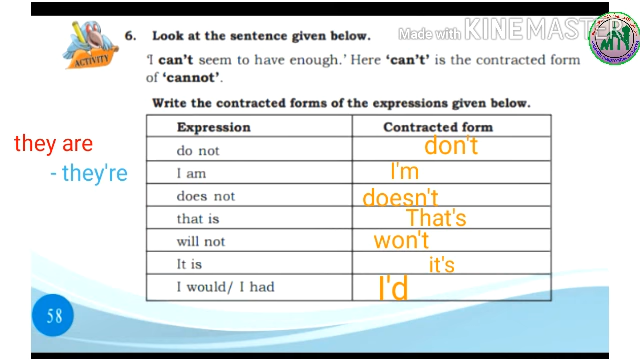 Made with KINEMASTER
MIT
ACTIVITY
6. Look at the sentence given below.
'I can't seem to have enough.' Here 'can't' is the contracted form
of 'cannot'.
Write the contracted forms of the expressions given below.
they are
- they're
Expression Contracted form
do not don't
I am I'm
does not doesn't
that is That's
will not won't
It is it's
I would/ I had I'd
58